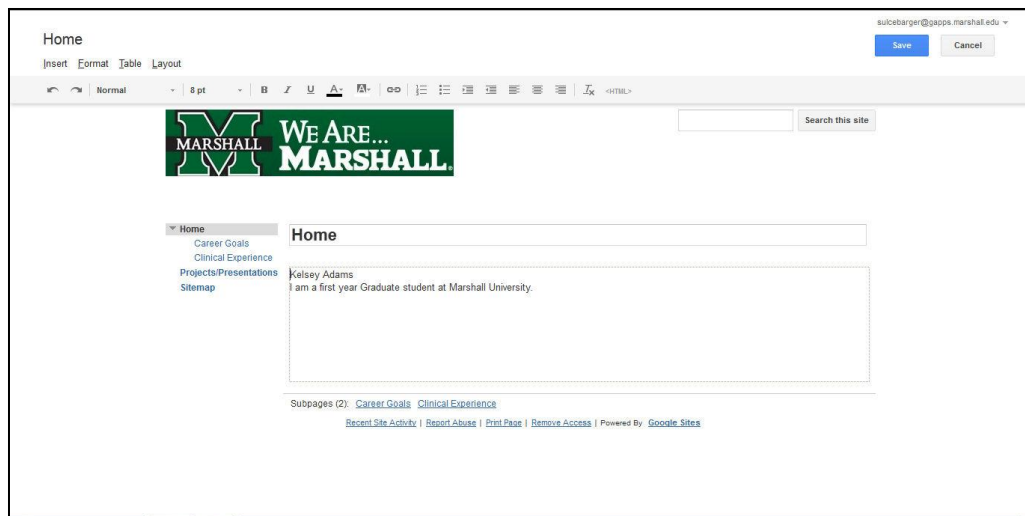 sulcebarger@gapps.marshall.edu
Home
Save
Cancel
Insert Format Table Layout
Normal 8 pt B I U A A <HTML>
MARSHALL
WE ARE...
MARSHALL.
Search this site
Home
Career Goals
Clinical Experience
Projects/Presentations
Sitemap
Home
Kelsey Adams
I am a first year Graduate student at Marshall University.
Subpages (2): Career Goals Clinical Experience
Recent Site Activity | Report Abuse | Print Page | Remove Access | Powered By Google Sites